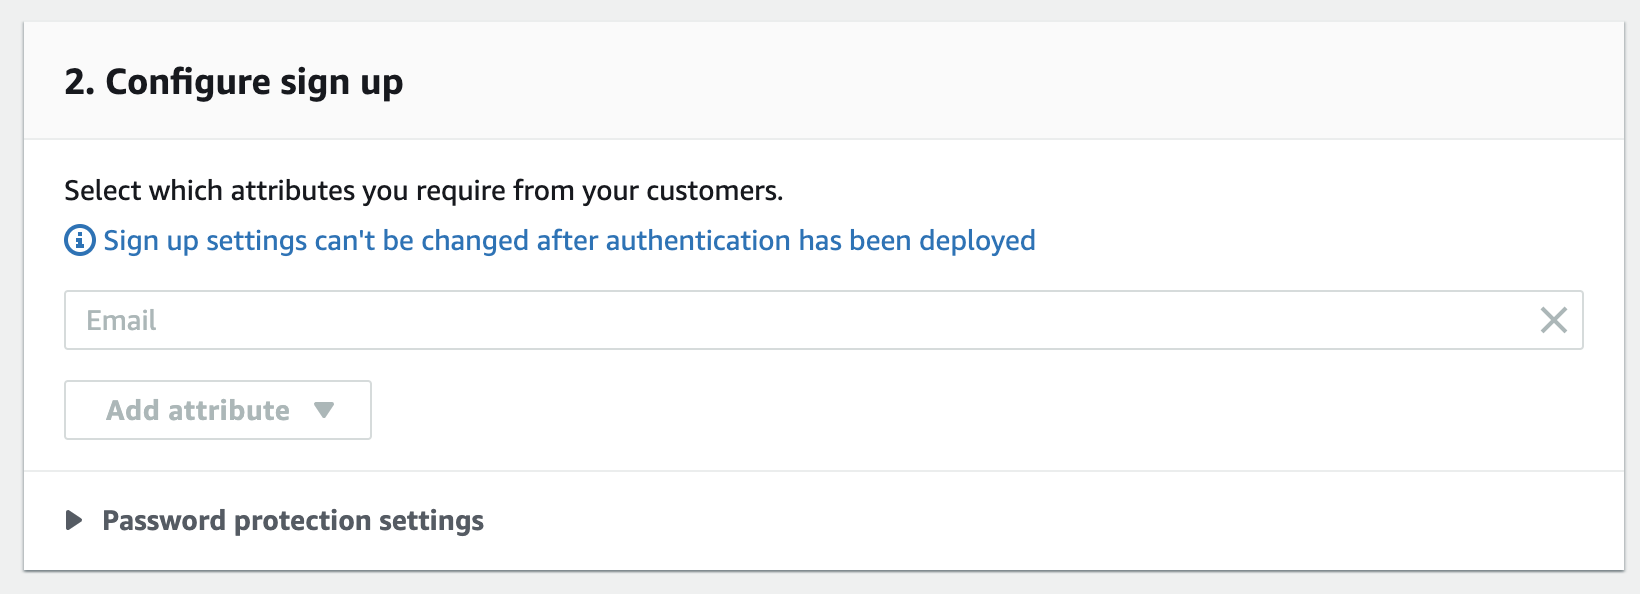 2. Configure sign up
Select which attributes you require from your customers.
Sign up settings can't be changed after authentication has been deployed
Email
Add attribute
Password protection settings